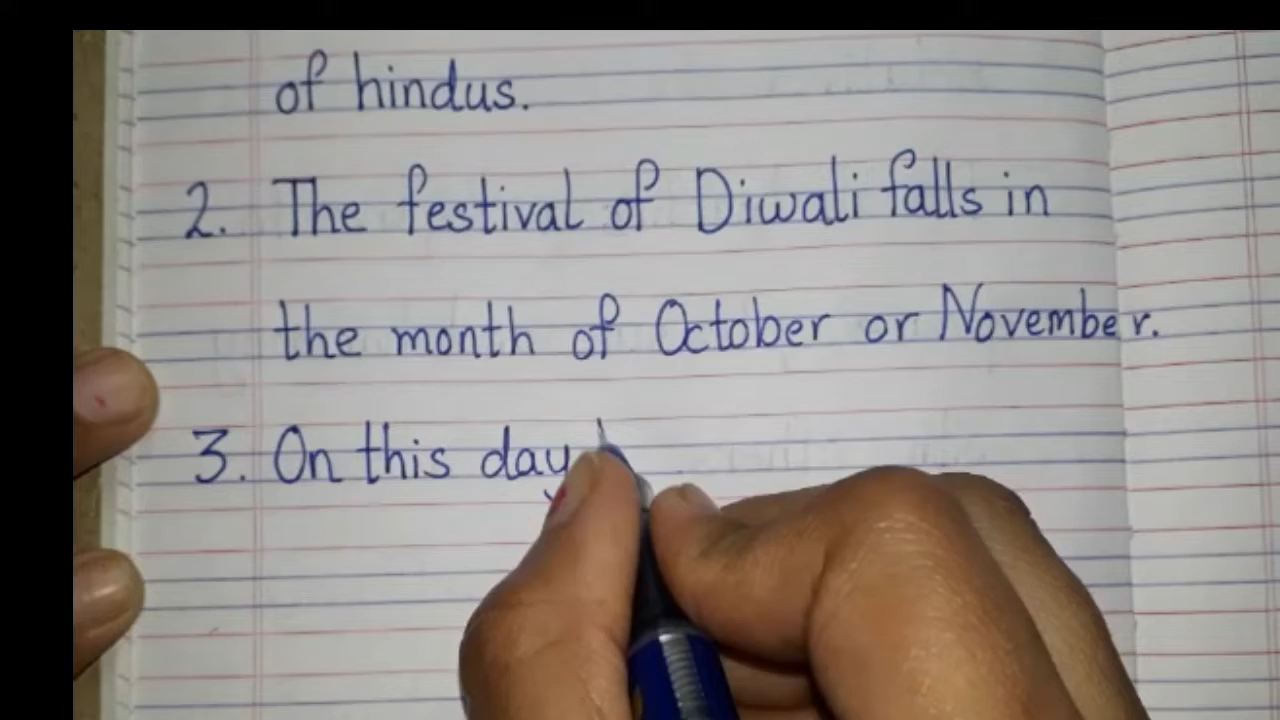 of hindus.
2. The festival of Diwali falls in
the month of October or November.
3. On this day